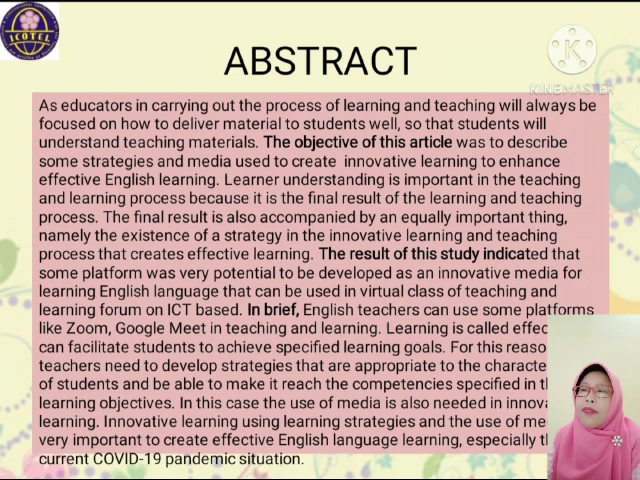 ICOTEL
ABSTRACT
KINEMASTER
As educators in carrying out the process of learning and teaching will always be
focused on how to deliver material to students well, so that students will
understand teaching materials. The objective of this article was to describe
some strategies and media used to create innovative learning to enhance
effective English learning. Learner understanding is important in the teaching
and learning process because it is the final result of the learning and teaching
process. The final result is also accompanied by an equally important thing,
namely the existence of a strategy in the innovative learning and teaching
process that creates effective learning. The result of this study indicated that
some platform was very potential to be developed as an innovative media for
learning English language that can be used in virtual class of teaching and
learning forum on ICT based. In brief, English teachers can use some platforms
like Zoom, Google Meet in teaching and learning. Learning is called
can facilitate students to achieve specified learning goals. For this
teachers need to develop strategies that are appropriate to the
of students and be able to make it reach the competencies specified in
learning objectives. In this case the use of media is also needed in
learning. Innovative learning using learning strategies and the use of
very important to create effective English language learning, especially
current COVID-19 pandemic situation.